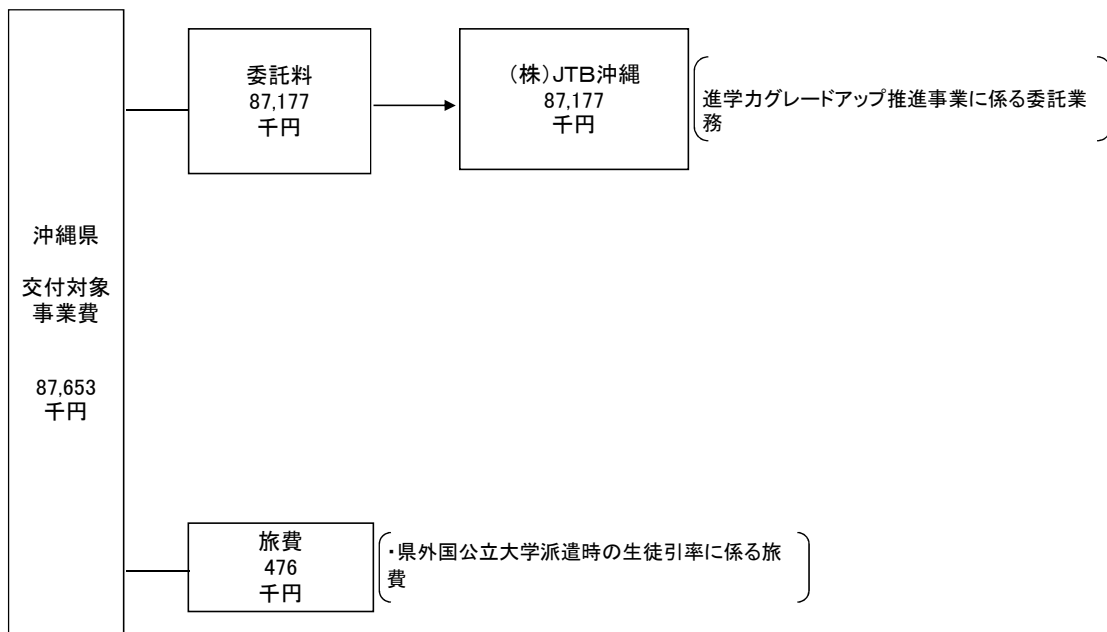 沖縄県
交付対象
事業費
87,653
千円
委託料
87,177
千円
(株)JTB沖縄
87,177
千円
進学力グレードアップ推進事業に係る委託業
務
旅費
476
千円
・県外国公立大学派遣時の生徒引率に係る旅
費